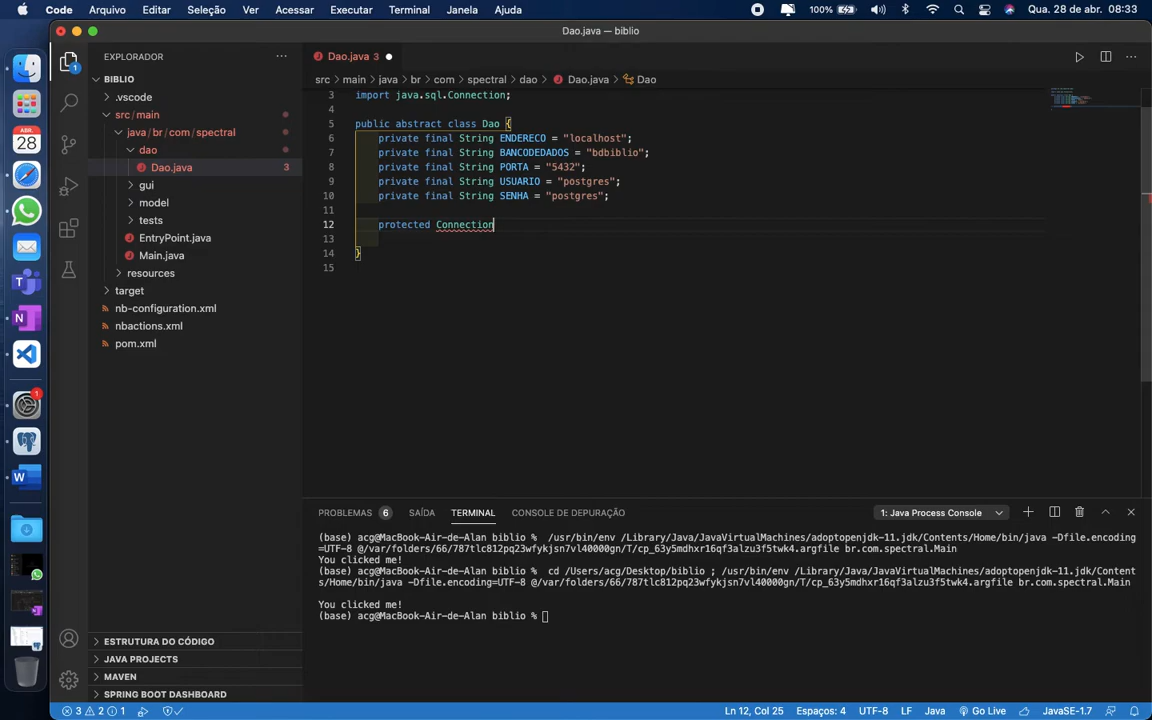 Code Arquivo Editar Seleção Ver Acessar Executar Terminal Janela Ajuda 100% Qua. 28 de abr. 08:33
Dao.java — biblio
EXPLORADOR ...
Dao.java 3
src > main > java > br > com > spectral > dao > Dao.java > Dao
BIBLIO
.vscode
src/main
java/br/com/spectral
dao
Dao.java 3
gui
model
tests
EntryPoint.java
Main.java
resources
target
nb-configuration.xml
nbactions.xml
pom.xml
ESTRUTURA DO CÓDIGO
JAVA PROJECTS
MAVEN
SPRING BOOT DASHBOARD
1
ABR.
28
1
3 import java.sql.Connection;
4
5 public abstract class Dao {
6 private final String ENDERECO = "localhost";
7 private final String BANCODEDADOS = "bdbiblio";
8 private final String PORTA = "5432";
9 private final String USUARIO = "postgres";
10 private final String SENHA = "postgres";
11
12 protected Connection
13
14 }
15
PROBLEMAS 6 SAÍDA TERMINAL CONSOLE DE DEPURAÇÃO 1: Java Process Console
(base) acg@MacBook-Air-de-Alan biblio % /usr/bin/env /Library/Java/JavaVirtualMachines/adoptopenjdk-11.jdk/Contents/Home/bin/java -Dfile.encoding
=UTF-8 @/var/folders/66/787tlc812pq23wfykjsn7vl40000gn/T/cp_63y5mdhxr16qf3alzu3f5twk4.argfile br.com.spectral.Main
You clicked me!
(base) acg@MacBook-Air-de-Alan biblio % cd /Users/acg/Desktop/biblio ; /usr/bin/env /Library/Java/JavaVirtualMachines/adoptopenjdk-11.jdk/Content
s/Home/bin/java -Dfile.encoding=UTF-8 @/var/folders/66/787tlc812pq23wfykjsn7vl40000gn/T/cp_63y5mdhxr16qf3alzu3f5twk4.argfile br.com.spectral.Main
You clicked me!
(base) acg@MacBook-Air-de-Alan biblio %
3 2 1 Ln 12, Col 25 Espaços: 4 UTF-8 LF Java Go Live JavaSE-1.7